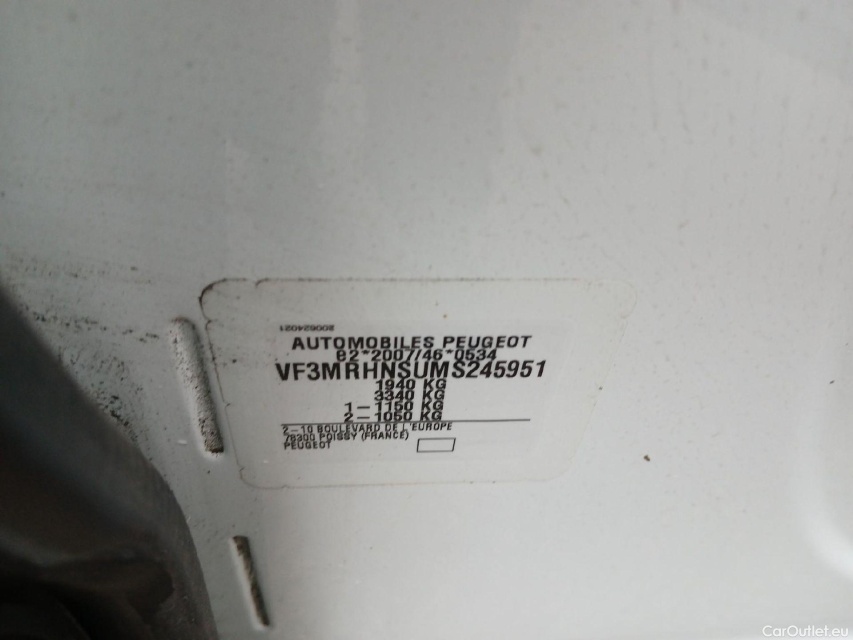 200624021
AUTOMOBILES PEUGEOT
e2*2007/46*0534
VF3MRHNSUMS245951
1940 KG
3340 KG
1-1150 KG
2-1050 KG
2-10 BOULEVARD DE L'EUROPE
78300 POISSY (FRANCE)
PEUGEOT
CarOutlet.eu